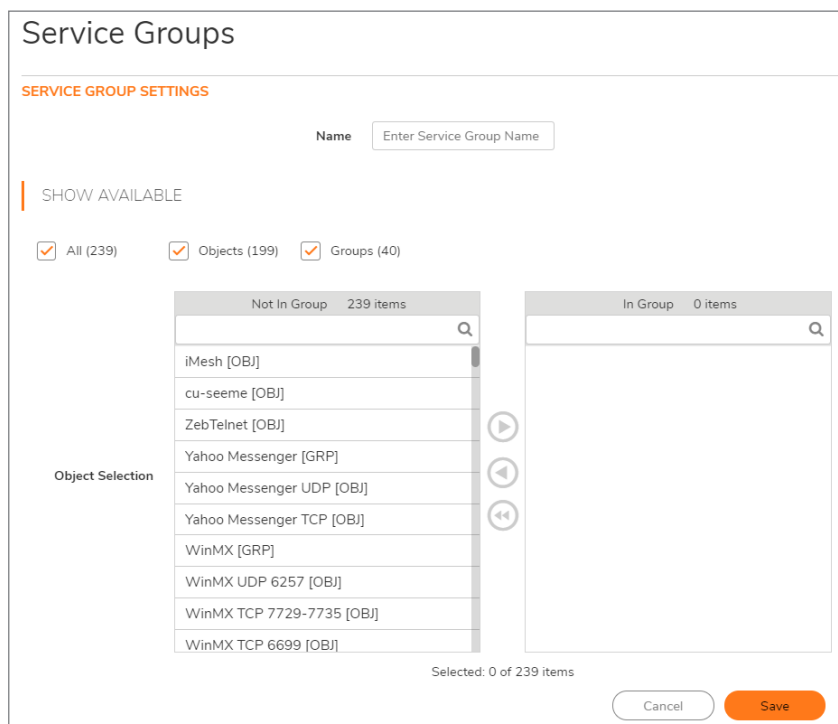 Service Groups
SERVICE GROUP SETTINGS
Name Enter Service Group Name
SHOW AVAILABLE
All (239) Objects (199) Groups (40)
Not In Group 239 items
In Group 0 items
iMesh [OBJ]
cu-seeme [OBJ]
ZebTelnet [OBJ]
Yahoo Messenger [GRP]
Object Selection
Yahoo Messenger UDP [OBJ]
Yahoo Messenger TCP [OBJ]
WinMX [GRP]
WinMX UDP 6257 [OBJ]
WinMX TCP 7729-7735 [OBJ]
WinMX TCP 6699 [OBJ]
Selected: 0 of 239 items
Cancel Save